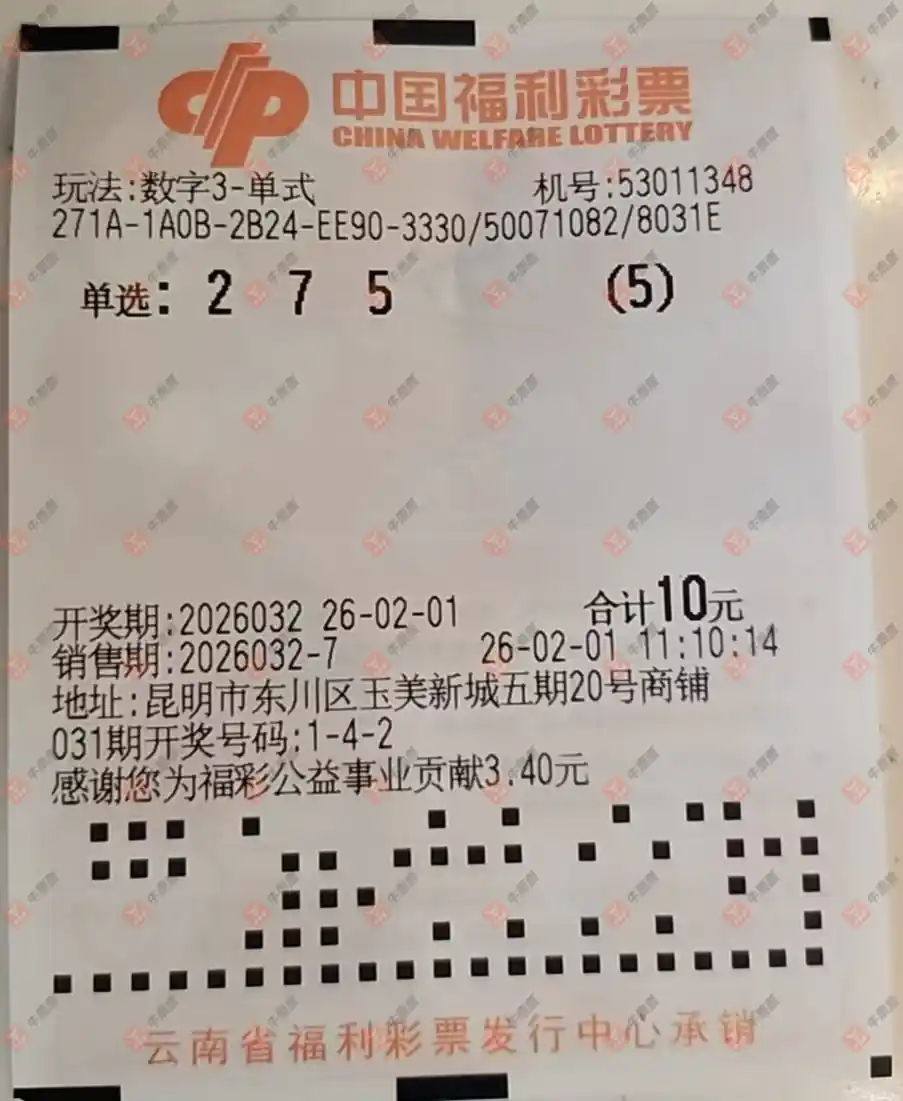 中国福利彩票
CHINA WELFARE LOTTERY
玩法:数字3-单式 机号:53011348
271A-1A0B-2B24-EE90-3330/50071082/8031E
单选: 2 7 5 (5)
开奖期:2026032 26-02-01 合计10元
销售期:2026032-7 26-02-01 11:10:14
地址:昆明市东川区玉美新城五期20号商铺
031期开奖号码:1-4-2
感谢您为福彩公益事业贡献3.40元
云南省福利彩票发行中心承销